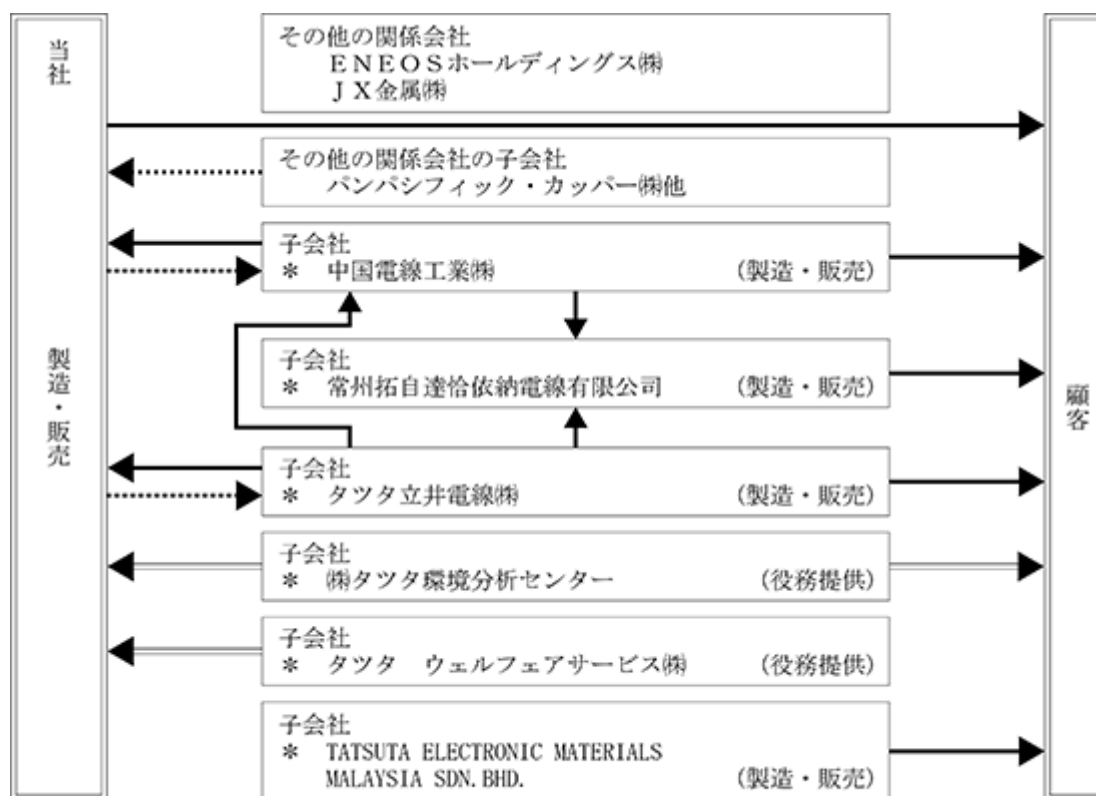 当社
製造・販売
その他の関係会社
ＥＮＥＯＳホールディングス㈱
ＪＸ金属㈱
その他の関係会社の子会社
パンパシフィック・カッパー㈱他
子会社
＊ 中国電線工業㈱ (製造・販売)
子会社
＊ 常州拓自達恰依納電線有限公司 (製造・販売)
子会社
＊ タツタ立井電線㈱ (製造・販売)
子会社
＊ ㈱タツタ環境分析センター (役務提供)
子会社
＊ タツタ　ウェルフェアサービス㈱ (役務提供)
子会社
＊ TATSUTA ELECTRONIC MATERIALS
MALAYSIA SDN.BHD. (製造・販売)
顧客